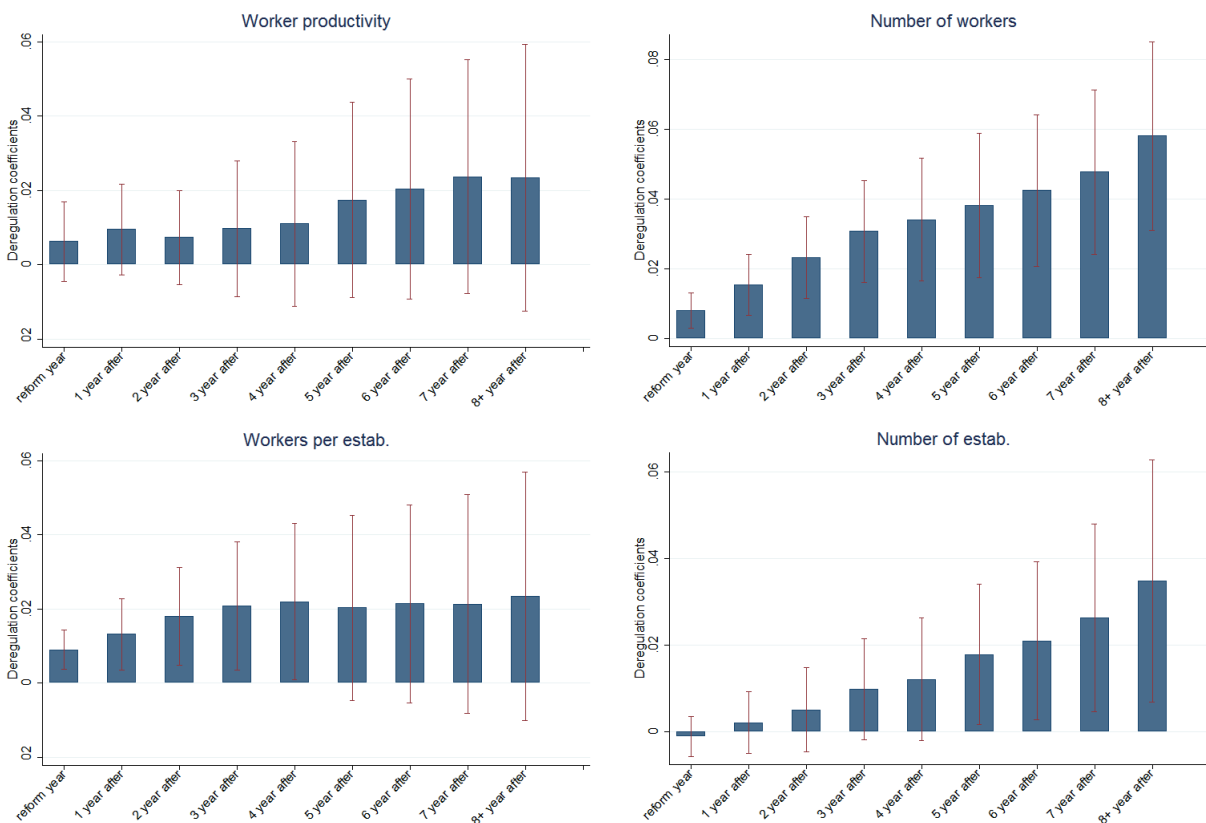 Worker productivity
Deregulation coefficients
.06
.04
.02
0
02
reform year
1 year after
2 year after
3 year after
4 year after
5 year after
6 year after
7 year after
8+ year after
Number of workers
Deregulation coefficients
.08
.06
.04
.02
0
reform year
1 year after
2 year after
3 year after
4 year after
5 year after
6 year after
7 year after
8+ year after
Workers per estab.
Deregulation coefficients
.06
.04
.02
0
02
reform year
1 year after
2 year after
3 year after
4 year after
5 year after
6 year after
7 year after
8+ year after
Number of estab.
Deregulation coefficients
.06
.04
.02
0
reform year
1 year after
2 year after
3 year after
4 year after
5 year after
6 year after
7 year after
8+ year after